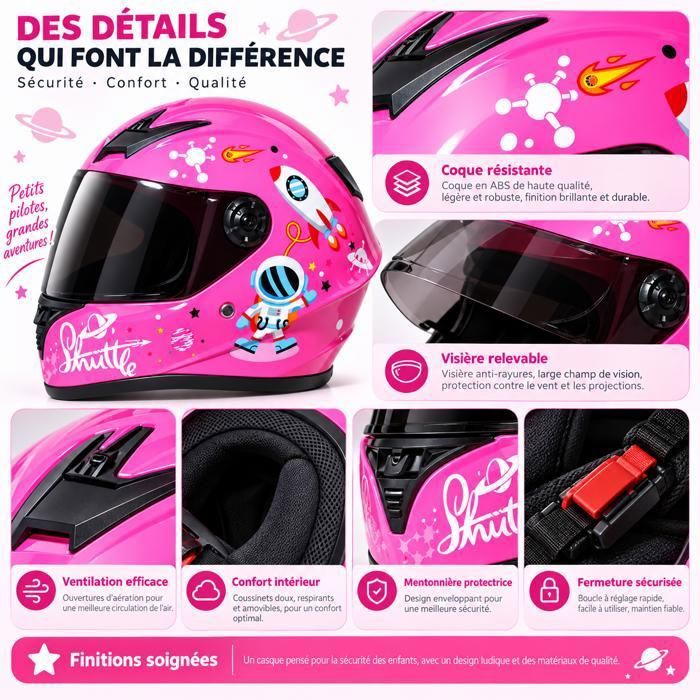 DES DÉTAILS
QUI FONT LA DIFFÉRENCE
Sécurité · Confort · Qualité
Petits
pilotes,
grandes
aventures !
Shuttle
Coque résistante
Coque en ABS de haute qualité,
légère et robuste, finition brillante et durable.
Visière relevable
Visière anti-rayures, large champ de vision,
protection contre le vent et les projections.
Ventilation efficace
Ouvertures d'aération pour
une meilleure circulation de l'air.
Confort intérieur
Coussinets doux, respirants
et amovibles, pour un confort
optimal.
Shut
Mentonnière protectrice
Design enveloppant pour
une meilleure sécurité.
Fermeture sécurisée
Boucle à réglage rapide,
facile à utiliser, maintien fiable.
Finitions soignées
Un casque pensé pour la sécurité des enfants, avec un design ludique et des matériaux de qualité.